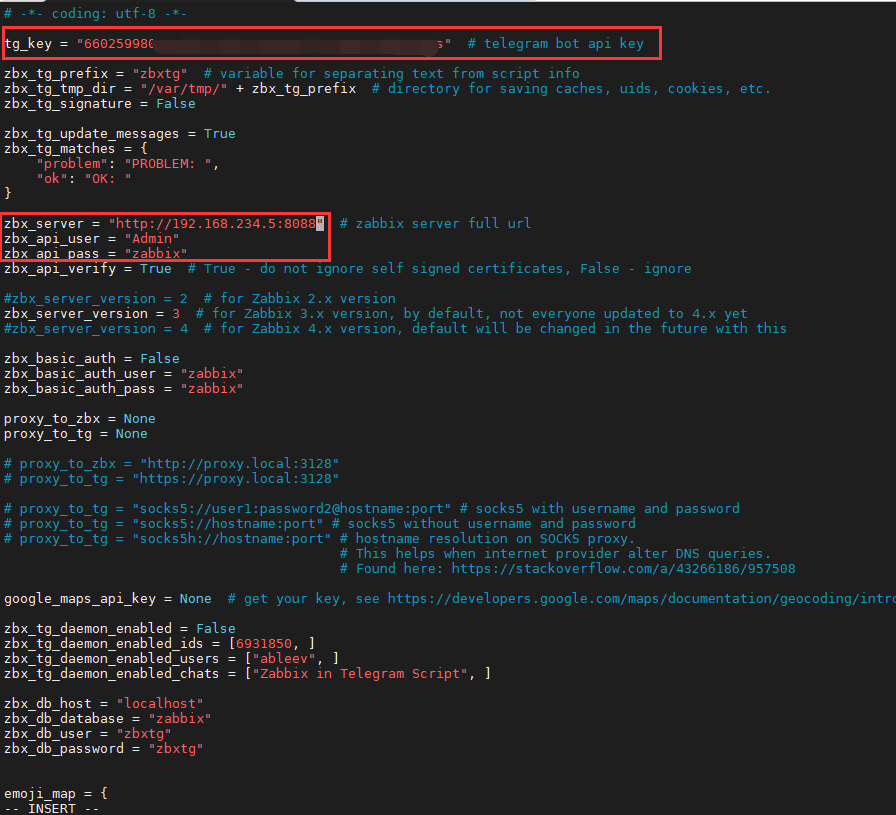 # -*- coding: utf-8 -*-
tg_key = "660259980 s"  # telegram bot api key
zbx_tg_prefix = "zbxtg"  # variable for separating text from script info
zbx_tg_tmp_dir = "/var/tmp/" + zbx_tg_prefix  # directory for saving caches, uids, cookies, etc.
zbx_tg_signature = False
zbx_tg_update_messages = True
zbx_tg_matches = {
    "problem": "PROBLEM: ",
    "ok": "OK: "
}
zbx_server = "http://192.168.234.5:8088"  # zabbix server full url
zbx_api_user = "Admin"
zbx_api_pass = "zabbix"
zbx_api_verify = True  # True - do not ignore self signed certificates, False - ignore
#zbx_server_version = 2  # for Zabbix 2.x version
zbx_server_version = 3  # for Zabbix 3.x version, by default, not everyone updated to 4.x yet
#zbx_server_version = 4  # for Zabbix 4.x version, default will be changed in the future with this
zbx_basic_auth = False
zbx_basic_auth_user = "zabbix"
zbx_basic_auth_pass = "zabbix"
proxy_to_zbx = None
proxy_to_tg = None
# proxy_to_zbx = "http://proxy.local:3128"
# proxy_to_tg = "https://proxy.local:3128"
# proxy_to_tg = "socks5://user1:password2@hostname:port" # socks5 with username and password
# proxy_to_tg = "socks5://hostname:port" # socks5 without username and password
# proxy_to_tg = "socks5h://hostname:port" # hostname resolution on SOCKS proxy.
                                          # This helps when internet provider alter DNS queries.
                                          # Found here: https://stackoverflow.com/a/43266186/957508
google_maps_api_key = None  # get your key, see https://developers.google.com/maps/documentation/geocoding/intro
zbx_tg_daemon_enabled = False
zbx_tg_daemon_enabled_ids = [6931850, ]
zbx_tg_daemon_enabled_users = ["ableev", ]
zbx_tg_daemon_enabled_chats = ["Zabbix in Telegram Script", ]
zbx_db_host = "localhost"
zbx_db_database = "zabbix"
zbx_db_user = "zbxtg"
zbx_db_password = "zbxtg"
emoji_map = {
-- INSERT --